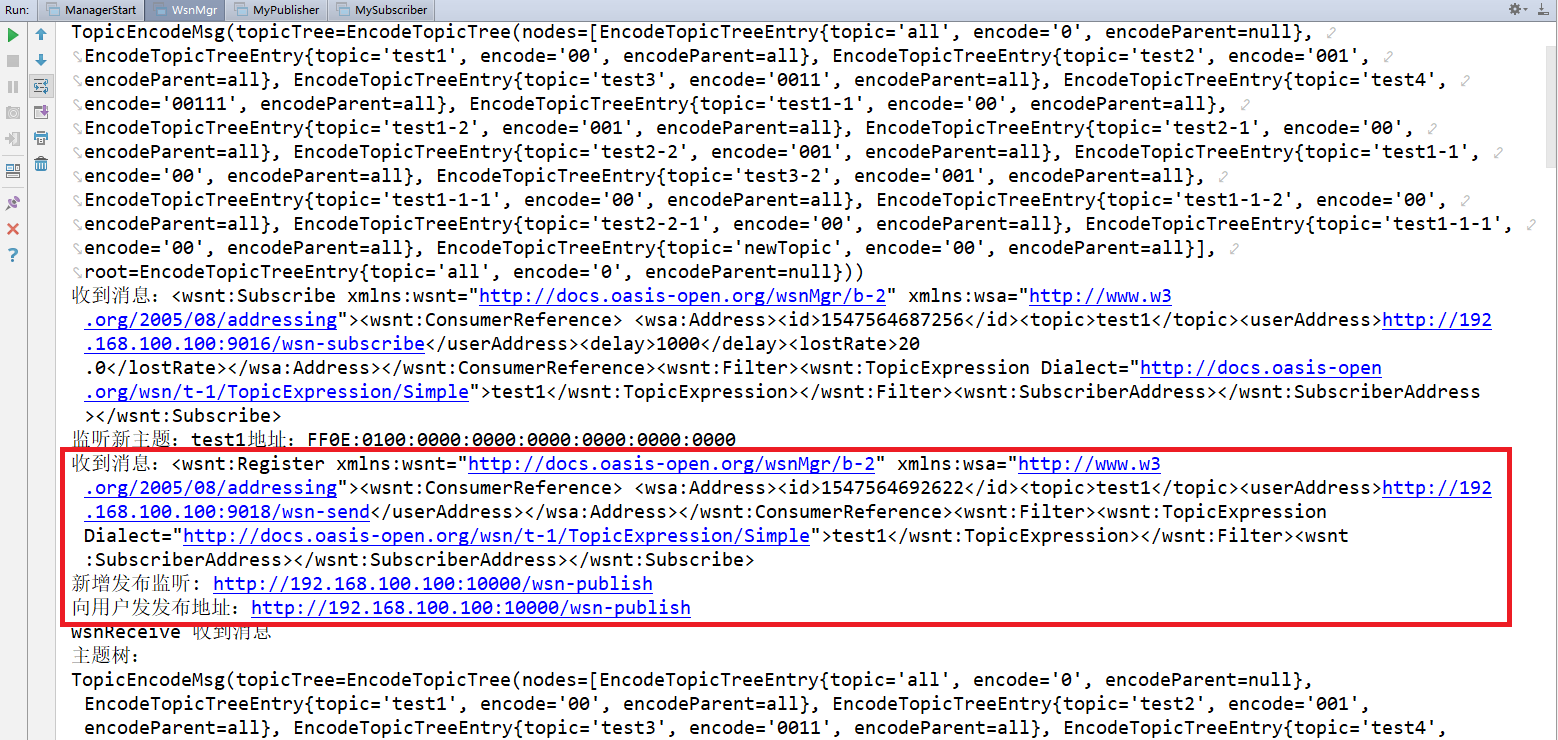 Run: ManagerStart WsnMgr MyPublisher MySubscriber
TopicEncodeMsg(topicTree=EncodeTopicTree(nodes=[EncodeTopicTreeEntry{topic='all', encode='0', encodeParent=null},
EncodeTopicTreeEntry{topic='test1', encode='00', encodeParent=all}, EncodeTopicTreeEntry{topic='test2', encode='001',
encodeParent=all}, EncodeTopicTreeEntry{topic='test3', encode='0011', encodeParent=all}, EncodeTopicTreeEntry{topic='test4',
encode='00111', encodeParent=all}, EncodeTopicTreeEntry{topic='test1-1', encode='00', encodeParent=all},
EncodeTopicTreeEntry{topic='test1-2', encode='001', encodeParent=all}, EncodeTopicTreeEntry{topic='test2-1', encode='00',
encodeParent=all}, EncodeTopicTreeEntry{topic='test2-2', encode='001', encodeParent=all}, EncodeTopicTreeEntry{topic='test1-1',
encode='00', encodeParent=all}, EncodeTopicTreeEntry{topic='test3-2', encode='001', encodeParent=all},
EncodeTopicTreeEntry{topic='test1-1-1', encode='00', encodeParent=all}, EncodeTopicTreeEntry{topic='test1-1-2', encode='00',
encodeParent=all}, EncodeTopicTreeEntry{topic='test2-2-1', encode='00', encodeParent=all}, EncodeTopicTreeEntry{topic='test1-1-1',
encode='00', encodeParent=all}, EncodeTopicTreeEntry{topic='newTopic', encode='00', encodeParent=all}],
root=EncodeTopicTreeEntry{topic='all', encode='0', encodeParent=null}))
收到消息：<wsnt:Subscribe xmlns:wsnt="http://docs.oasis-open.org/wsnMgr/b-2" xmlns:wsa="http://www.w3
.org/2005/08/addressing"><wsnt:ConsumerReference> <wsa:Address><id>1547564687256</id><topic>test1</topic><userAddress>http://192
.168.100.100:9016/wsn-subscribe</userAddress><delay>1000</delay><lostRate>20
.0</lostRate></wsa:Address></wsnt:ConsumerReference><wsnt:Filter><wsnt:TopicExpression Dialect="http://docs.oasis-open
.org/wsn/t-1/TopicExpression/Simple">test1</wsnt:TopicExpression></wsnt:Filter><wsnt:SubscriberAddress></wsnt:SubscriberAddress
></wsnt:Subscribe>
监听新主题：test1地址：FF0E:0100:0000:0000:0000:0000:0000:0000
收到消息：<wsnt:Register xmlns:wsnt="http://docs.oasis-open.org/wsnMgr/b-2" xmlns:wsa="http://www.w3
.org/2005/08/addressing"><wsnt:ConsumerReference> <wsa:Address><id>1547564692622</id><topic>test1</topic><userAddress>http://192
.168.100.100:9018/wsn-send</userAddress></wsa:Address></wsnt:ConsumerReference><wsnt:Filter><wsnt:TopicExpression
Dialect="http://docs.oasis-open.org/wsn/t-1/TopicExpression/Simple">test1</wsnt:TopicExpression></wsnt:Filter><wsnt
:SubscriberAddress></wsnt:SubscriberAddress></wsnt:Subscribe>
新增发布监听: http://192.168.100.100:10000/wsn-publish
向用户发发布地址：http://192.168.100.100:10000/wsn-publish
wsnReceive 收到消息
主题树：
TopicEncodeMsg(topicTree=EncodeTopicTree(nodes=[EncodeTopicTreeEntry{topic='all', encode='0', encodeParent=null},
EncodeTopicTreeEntry{topic='test1', encode='00', encodeParent=all}, EncodeTopicTreeEntry{topic='test2', encode='001',
encodeParent=all}, EncodeTopicTreeEntry{topic='test3', encode='0011', encodeParent=all}, EncodeTopicTreeEntry{topic='test4',